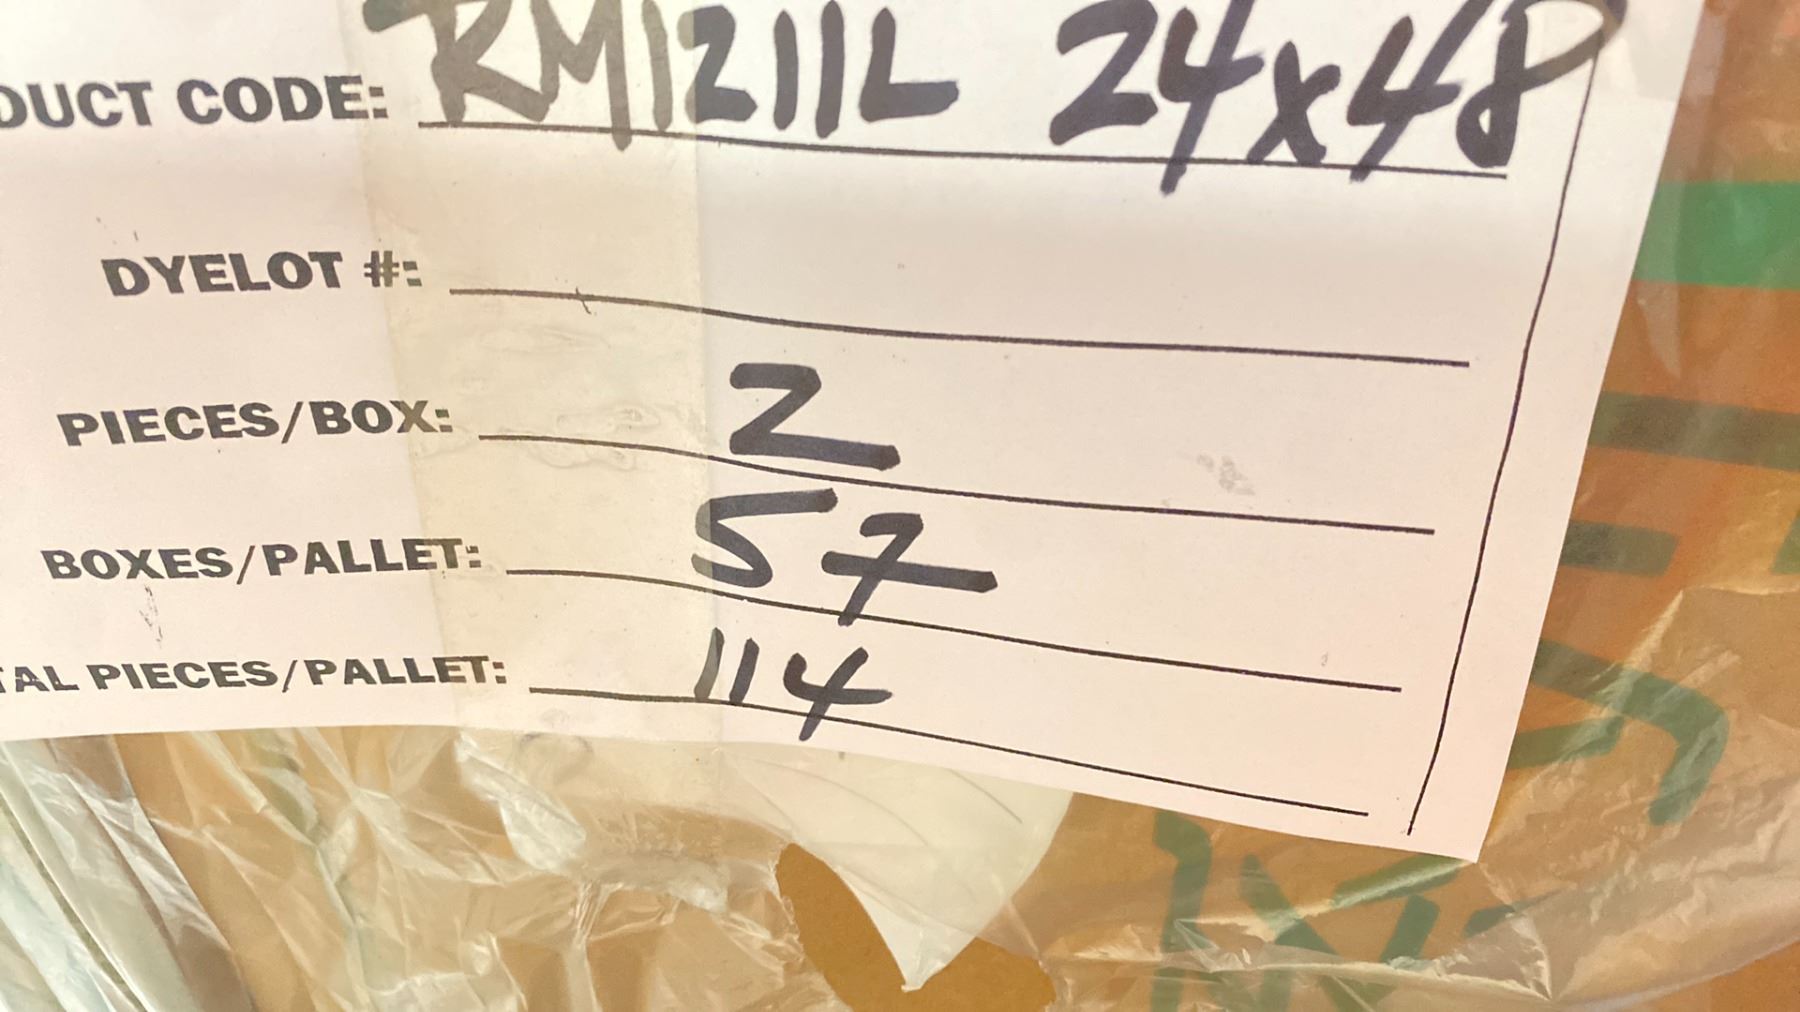 DUCT CODE: RM1211L 24x48
DYELOT #:
PIECES/BOX: 2
BOXES/PALLET: 57
TAL PIECES/PALLET: 114